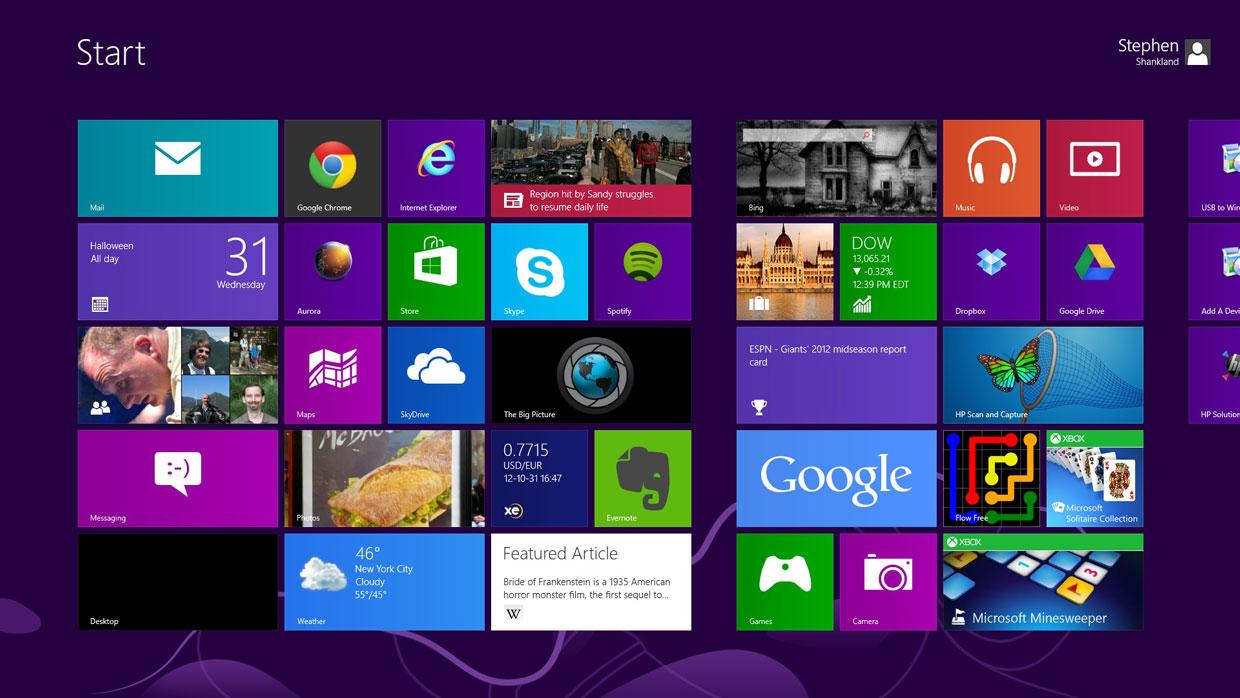 Start
Stephen
Shankland
Mail
Google Chrome
Internet Explorer
Region hit by Sandy struggles
to resume daily life
Bing
Music
Video
USB to Wir
Halloween
All day
31
Wednesday
Aurora
Store
S
Skype
Spotify
DOW
13,065.21
▼ -0.32%
12:39 PM EDT
Dropbox
Google Drive
Add A Devi
Maps
SkyDrive
The Big Picture
ESPN - Giants' 2012 midseason report
card
HP Scan and Capture
hp
HP Solution
:-)
Messaging
McB
Photos
0.7715
USD/EUR
12-10-31 16:47
xe
Evernote
Google
Flow Free
XBOX
Microsoft
Solitaire Collection
Desktop
46°
New York City
Cloudy
55°/45°
Weather
Featured Article
Bride of Frankenstein is a 1935 American
horror monster film, the first sequel to...
W
Games
Camera
XBOX
1
3
Microsoft Minesweeper